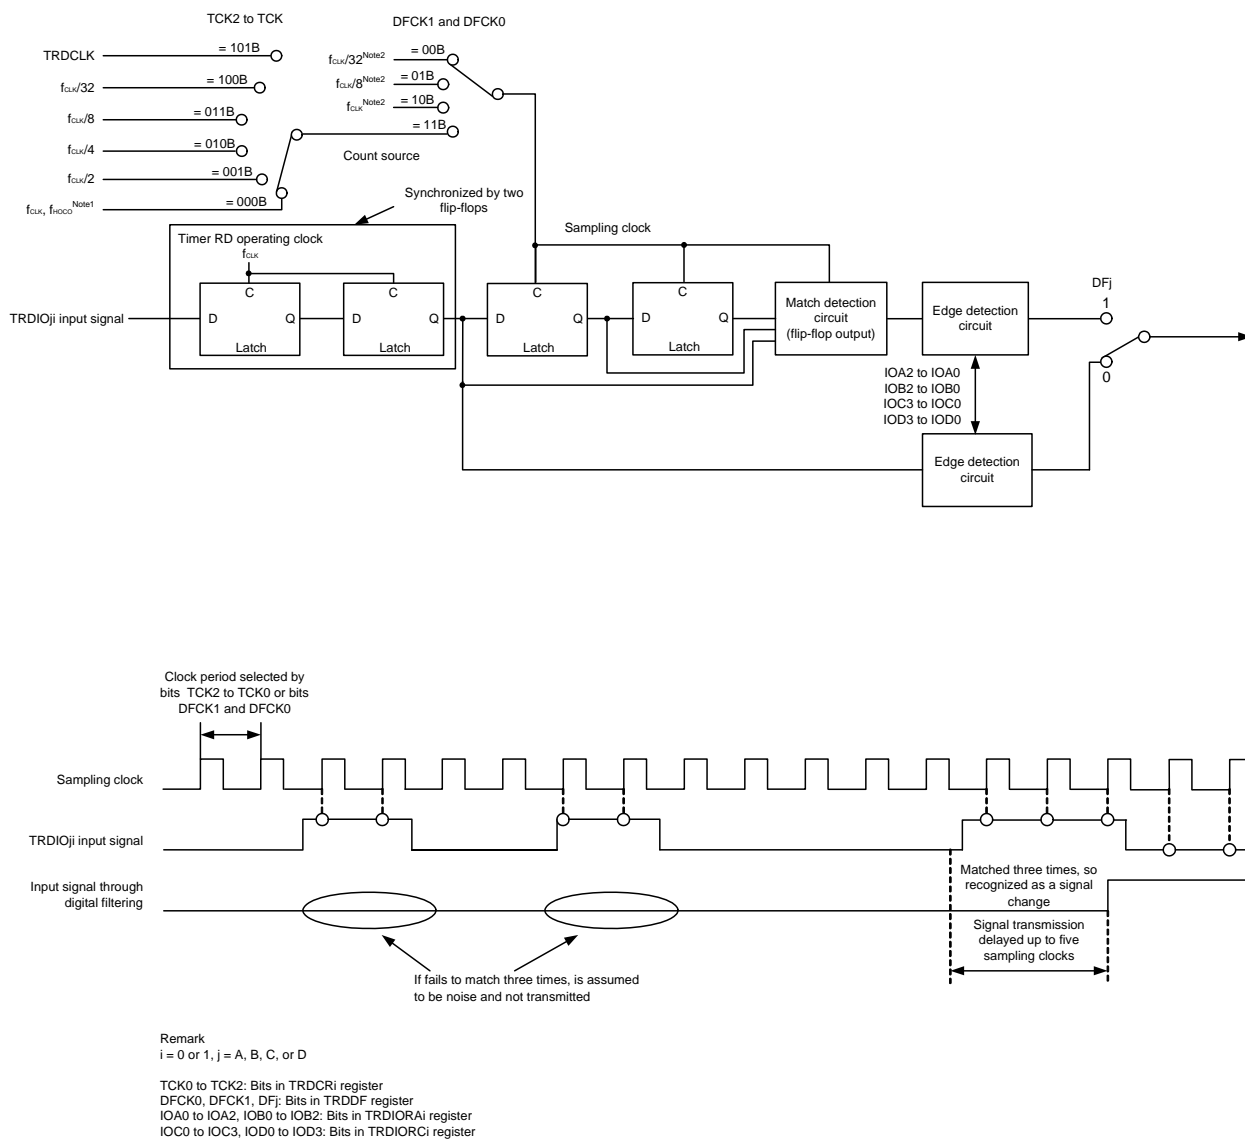 TCK2 to TCK
DFCK1 and DFCK0
TRDCLK
= 101B
fCLK/32
= 100B
fCLK/8
= 011B
fCLK/4
= 010B
fCLK/2
= 001B
fCLK, fHOCO Note1
= 000B
fCLK/32 Note2
= 00B
fCLK/8 Note2
= 01B
fCLK Note2
= 10B
= 11B
Count source
Synchronized by two
flip-flops
Timer RD operating clock
fCLK
Sampling clock
TRDIOji input signal
C
D
Q
Latch
C
D
Q
Latch
C
D
Q
Latch
C
D
Q
Latch
Match detection
circuit
(flip-flop output)
Edge detection
circuit
DFj
1
0
IOA2 to IOA0
IOB2 to IOB0
IOC3 to IOC0
IOD3 to IOD0
Edge detection
circuit
Clock period selected by
bits TCK2 to TCK0 or bits
DFCK1 and DFCK0
Sampling clock
TRDIOji input signal
Input signal through
digital filtering
Matched three times, so
recognized as a signal
change
Signal transmission
delayed up to five
sampling clocks
If fails to match three times, is assumed
to be noise and not transmitted
Remark
i = 0 or 1, j = A, B, C, or D
TCK0 to TCK2: Bits in TRDCRi register
DFCK0, DFCK1, DFj: Bits in TRDDF register
IOA0 to IOA2, IOB0 to IOB2: Bits in TRDIORAi register
IOC0 to IOC3, IOD0 to IOD3: Bits in TRDIORCi register